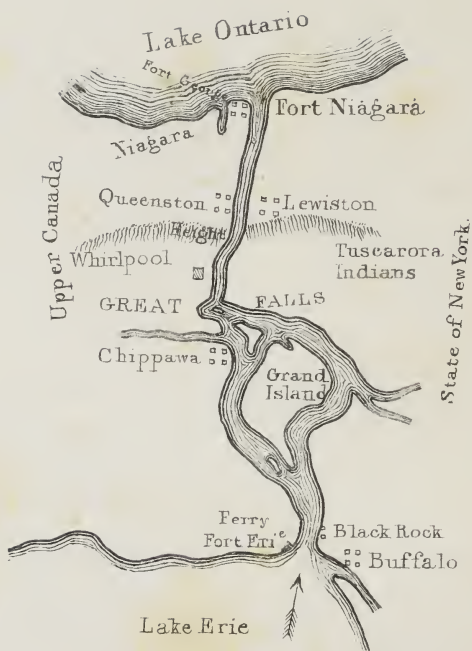 Lake Ontario
Fort George
Fort Niagara
Niagara
Upper Canada
Queenston
Lewiston
Height
Whirlpool
Tuscarora
Indians
State of New York.
GREAT FALLS
Chippawa
Grand
Island
Ferry
Fort Erie
Black Rock
Buffalo
Lake Erie